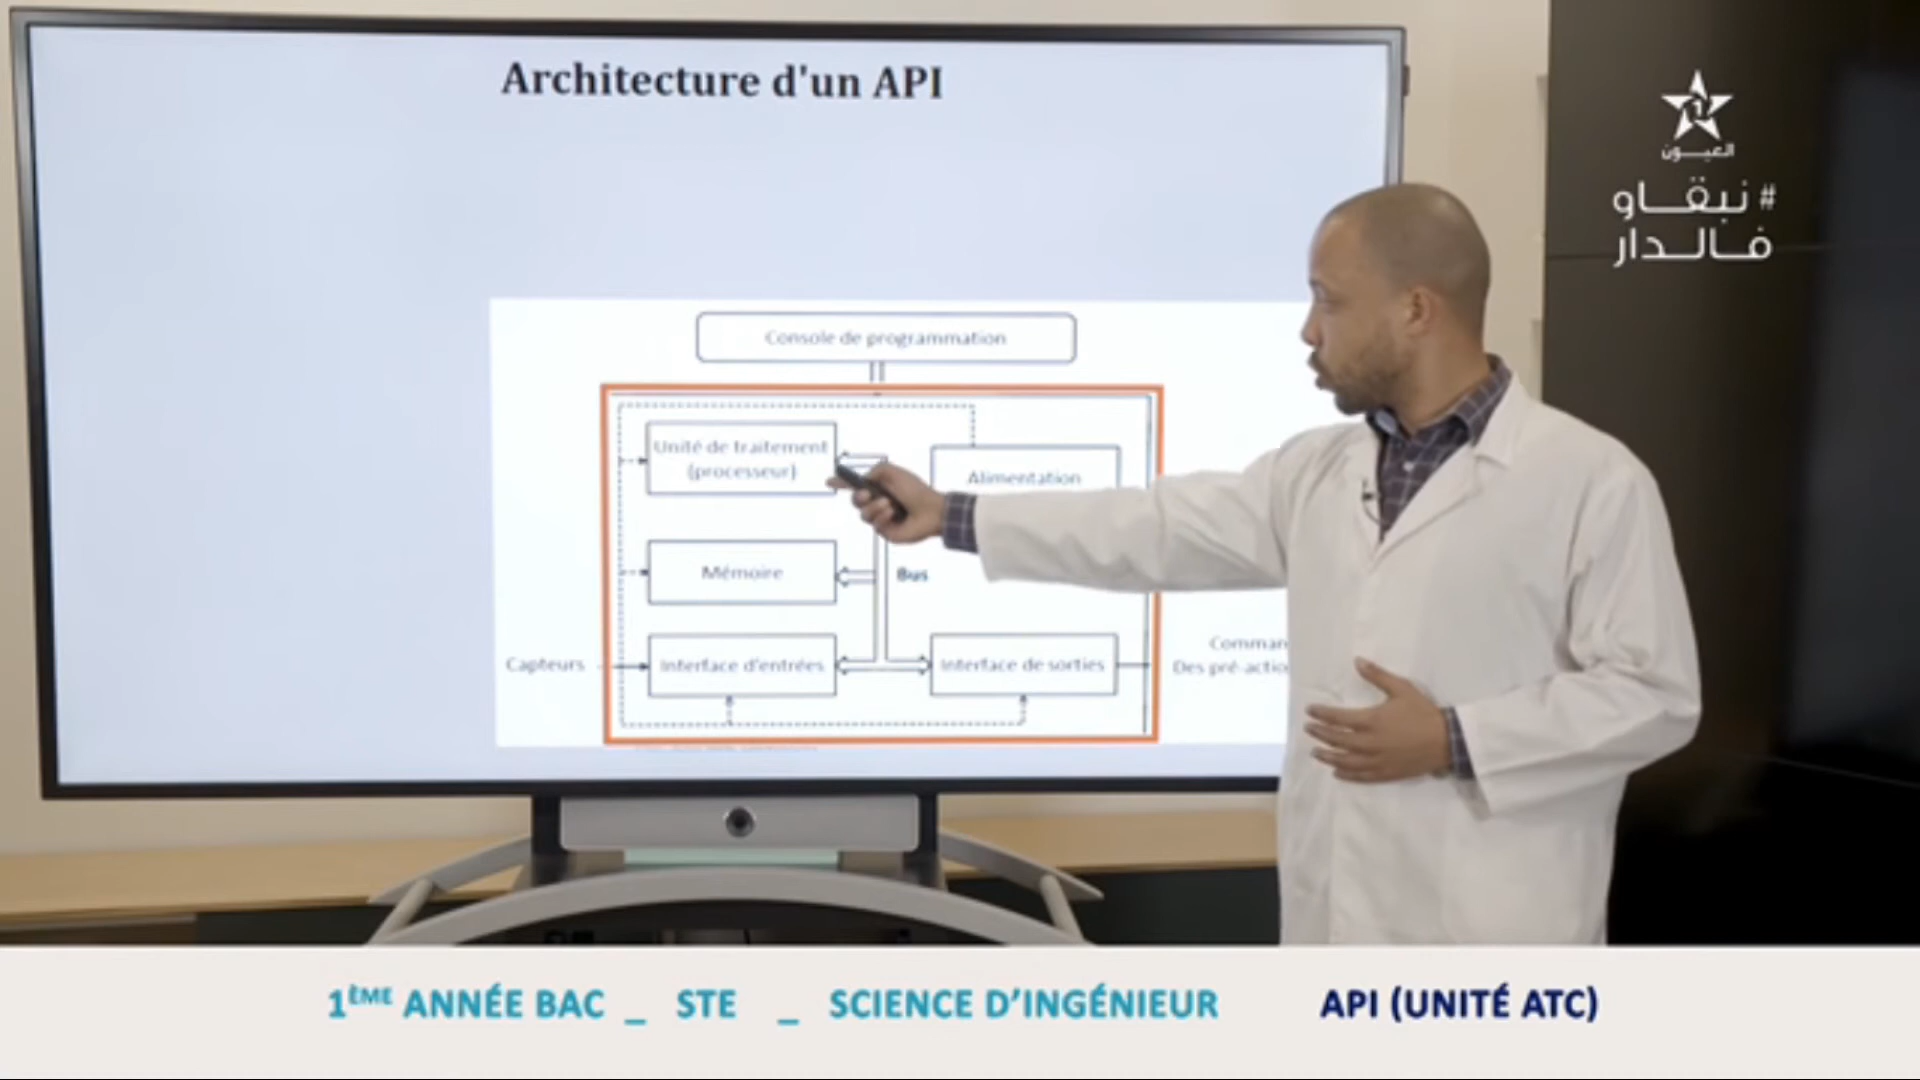 Architecture d'un API
العيون
#نبقاو
فالدار
Console de programmation
Unité de traitement
(processeur)
Alimentation
Mémoire
Bus
Capteurs
Interface d'entrées
Interface de sorties
Comman
Des pré-actio
1ÈME ANNÉE BAC _ STE _ SCIENCE D'INGÉNIEUR API (UNITÉ ATC)